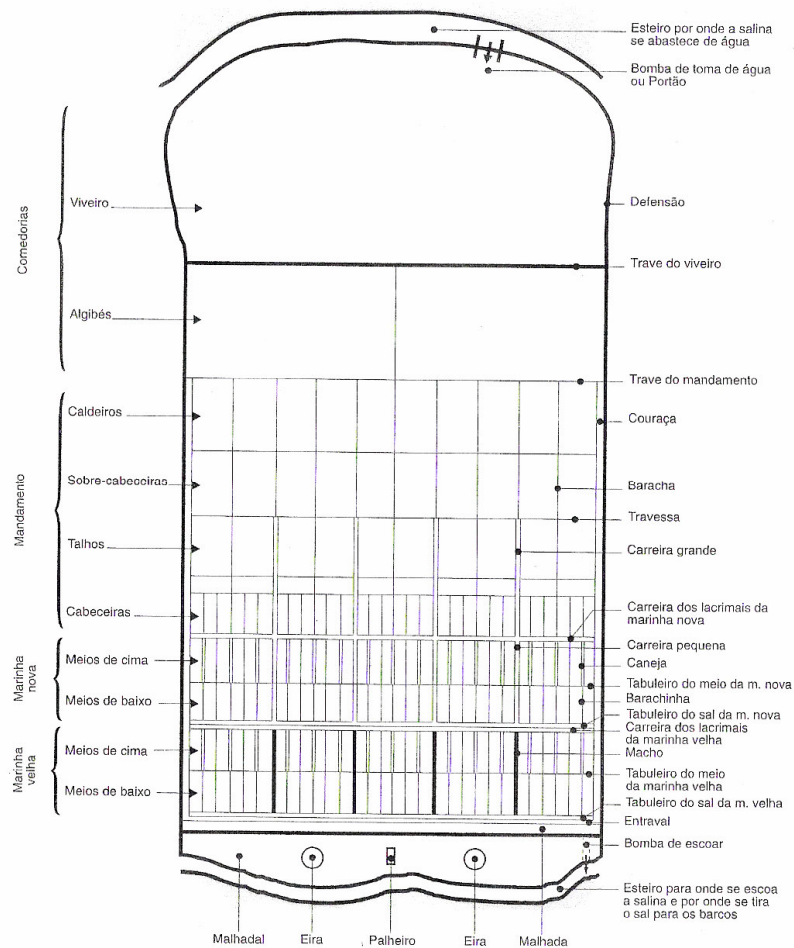 Esteiro por onde a salina
se abastece de água
Bomba de toma de água
ou Portão
Comedorias
Viveiro
Defensão
Trave do viveiro
Algibés
Trave do mandamento
Mandamento
Caldeiros
Couraça
Sobre-cabeceiras
Baracha
Travessa
Talhos
Carreira grande
Cabeceiras
Carreira dos lacrimais da
marinha nova
Marinha
nova
Carreira pequena
Meios de cima
Caneja
Tabuleiro do meio da m. nova
Meios de baixo
Barachinha
Tabuleiro do sal da m. nova
Carreira dos lacrimais
da marinha velha
Marinha
velha
Meios de cima
Macho
Tabuleiro do meio
da marinha velha
Meios de baixo
Tabuleiro do sal da m. velha
Entraval
Bomba de escoar
Esteiro para onde se escoa
a salina e por onde se tira
o sal para os barcos
Malhadal
Eira
Palheiro
Eira
Malhada